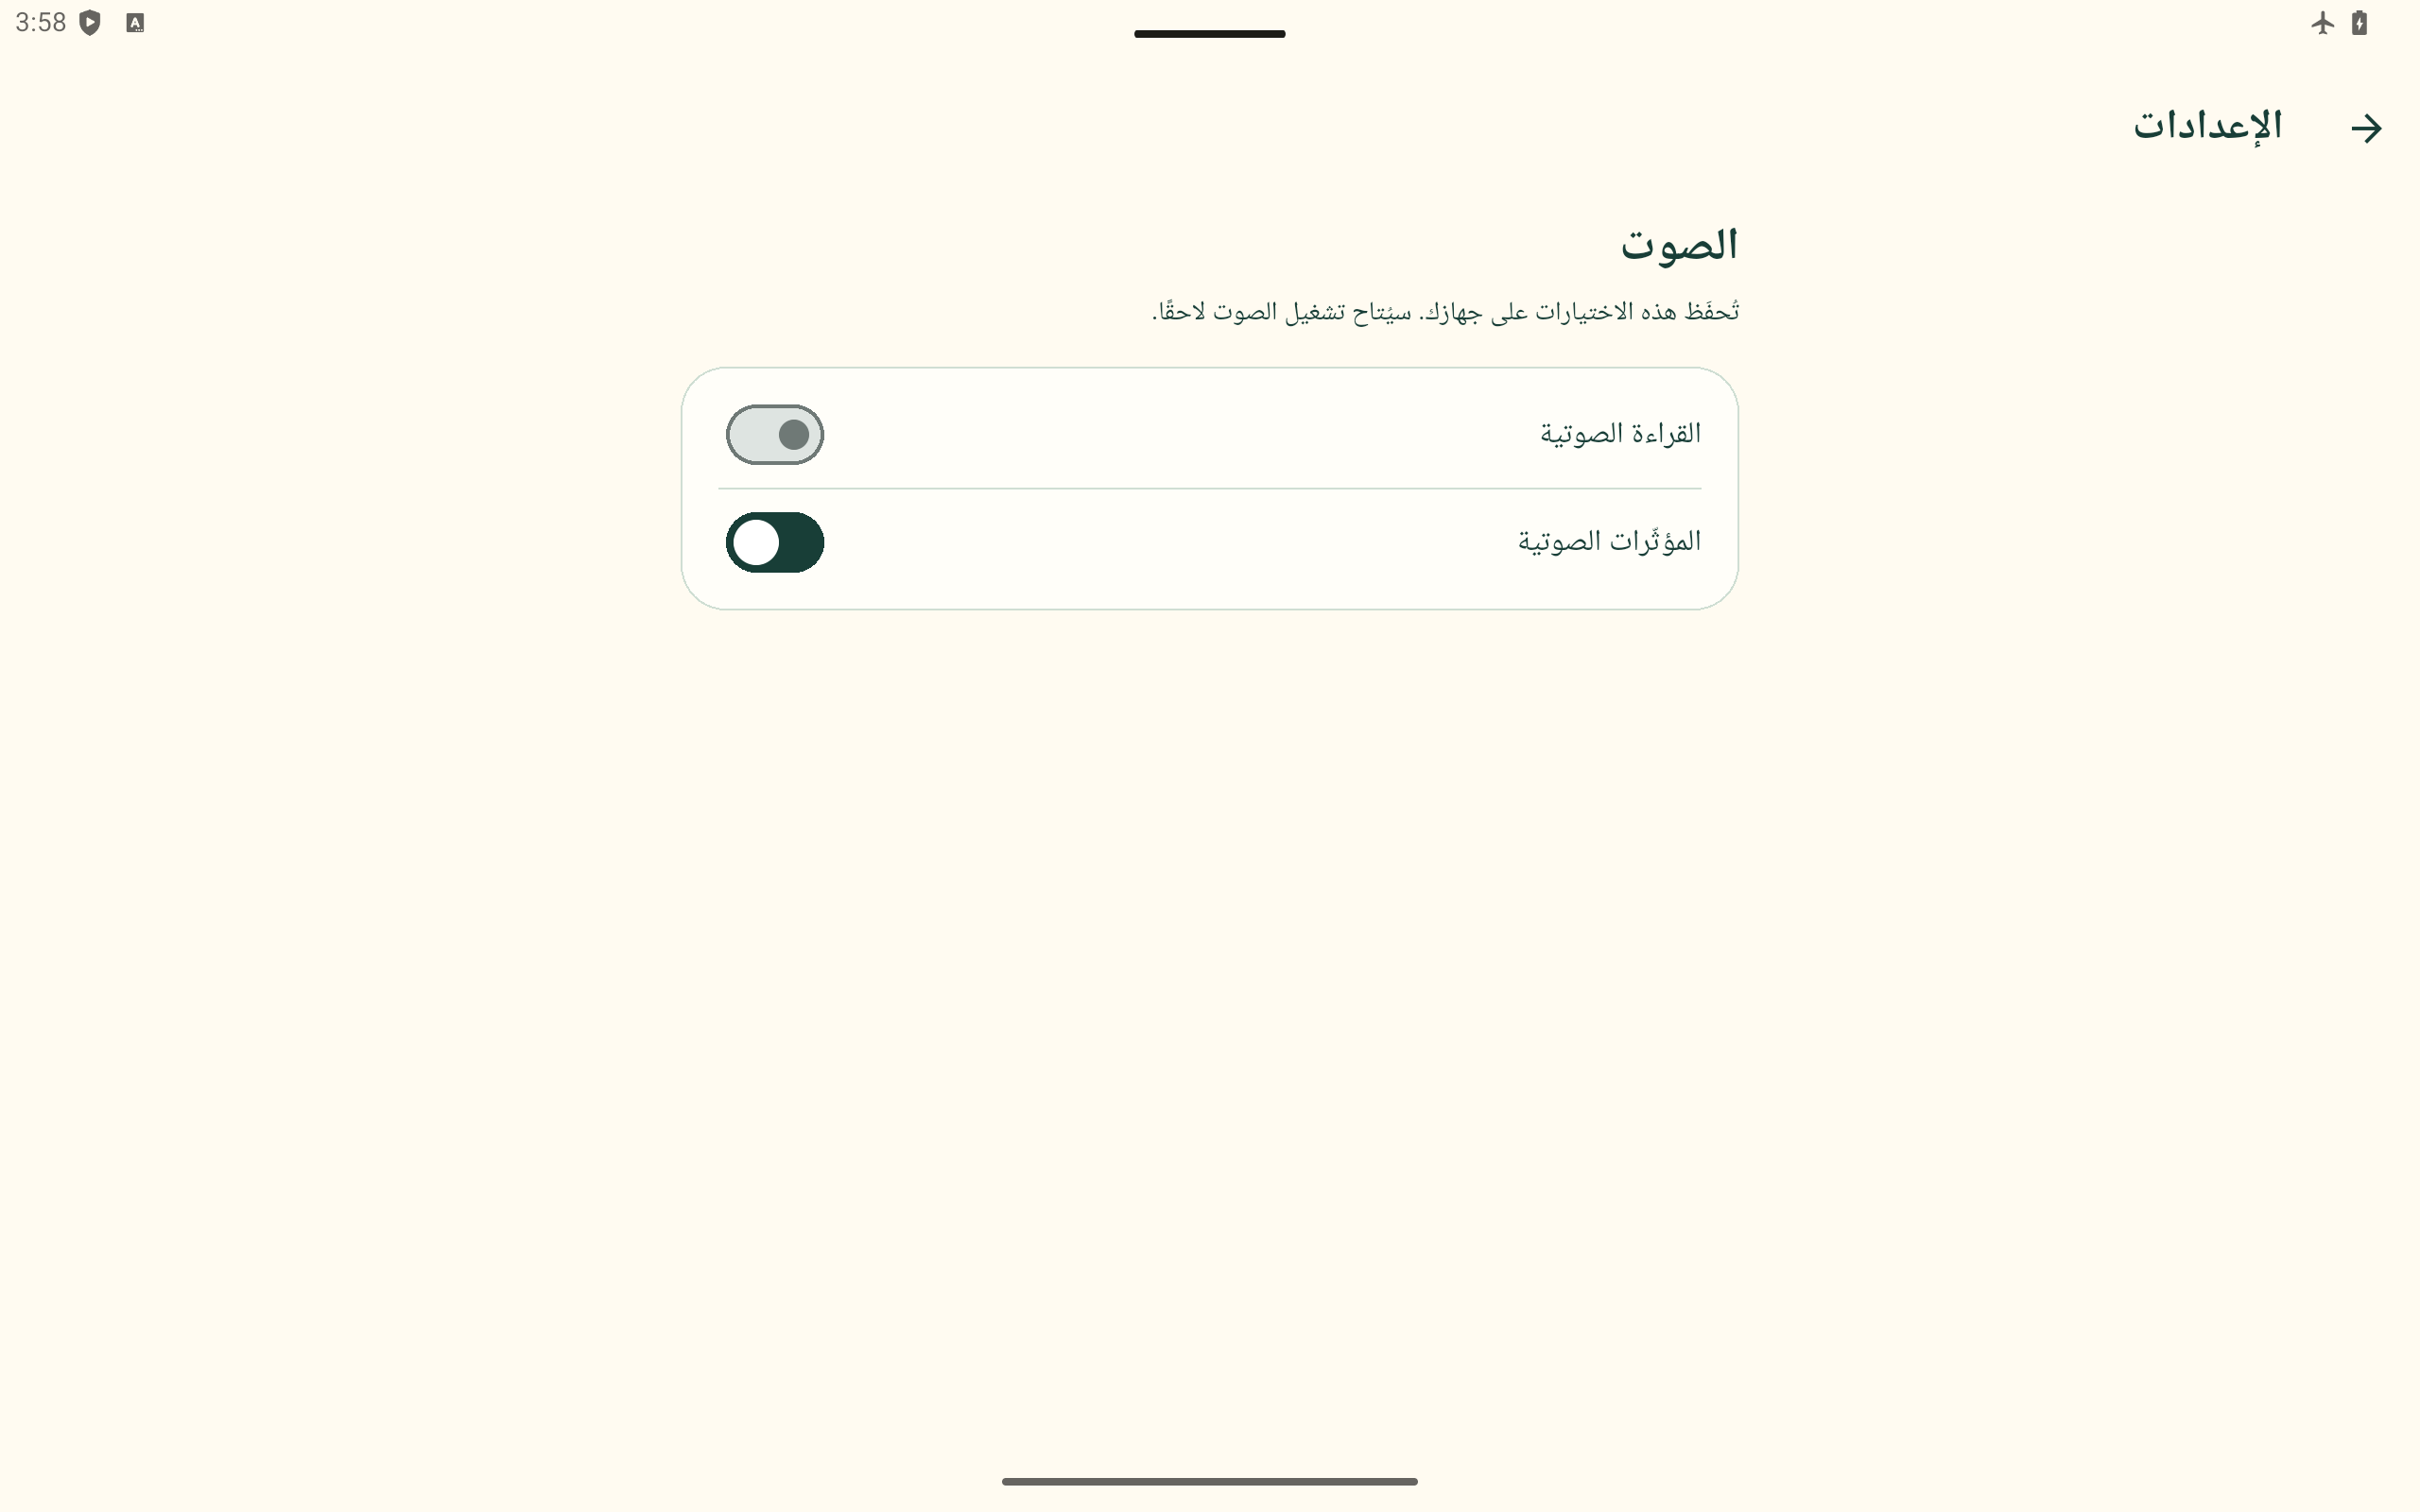 3:58
الإعدادات
الصوت
تُحفَظ هذه الاختيارات على جهازك. سيُتاح تشغيل الصوت لاحقًا.
القراءة الصوتية
المؤثّرات الصوتية